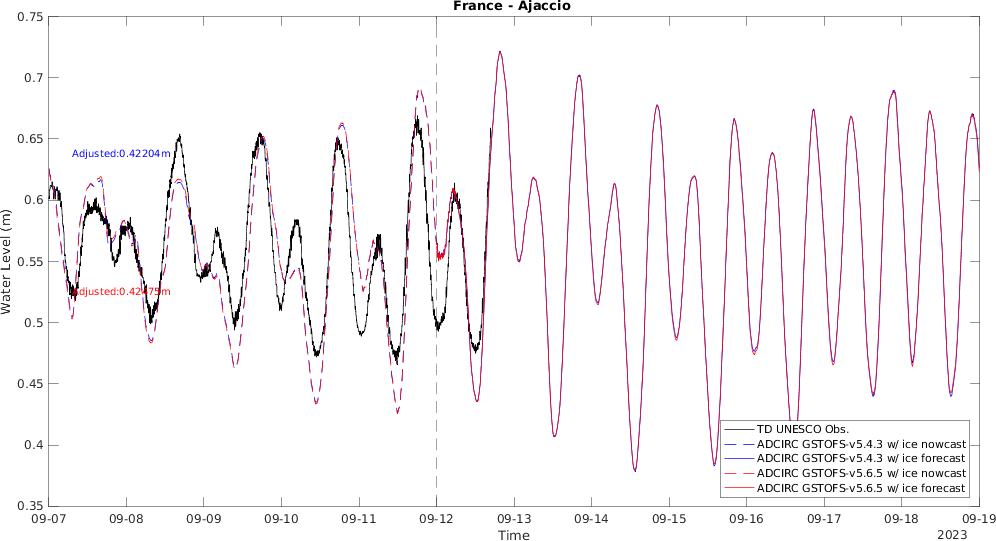 France - Ajaccio
0.75
0.7
0.65
0.6
0.55
0.5
0.45
0.4
0.35
Water Level (m)
Adjusted:0.42204m
Adjusted:0.42475m
TD UNESCO Obs.
ADCIRC GSTOFS-v5.4.3 w/ ice nowcast
ADCIRC GSTOFS-v5.4.3 w/ ice forecast
ADCIRC GSTOFS-v5.6.5 w/ ice nowcast
ADCIRC GSTOFS-v5.6.5 w/ ice forecast
09-07 09-08 09-09 09-10 09-11 09-12 09-13 09-14 09-15 09-16 09-17 09-18 09-19
Time
2023